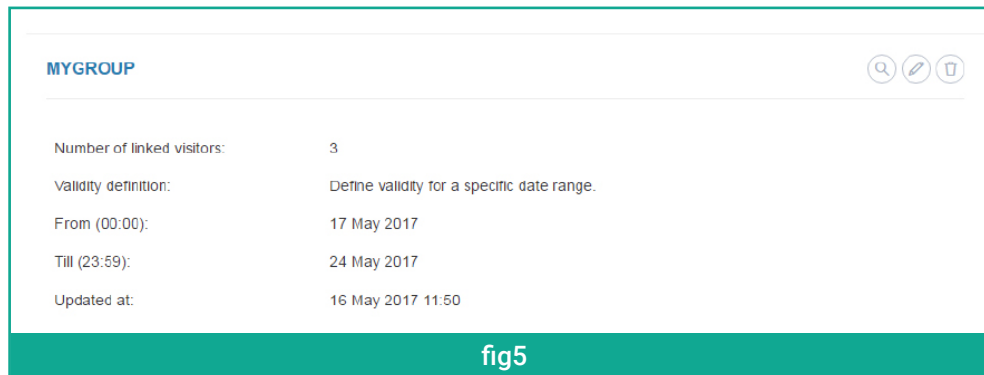 MYGROUP
Number of linked visitors: 3
Validity definition: Define validity for a specific date range.
From (00:00): 17 May 2017
Till (23:59): 24 May 2017
Updated at: 16 May 2017 11:50
fig5